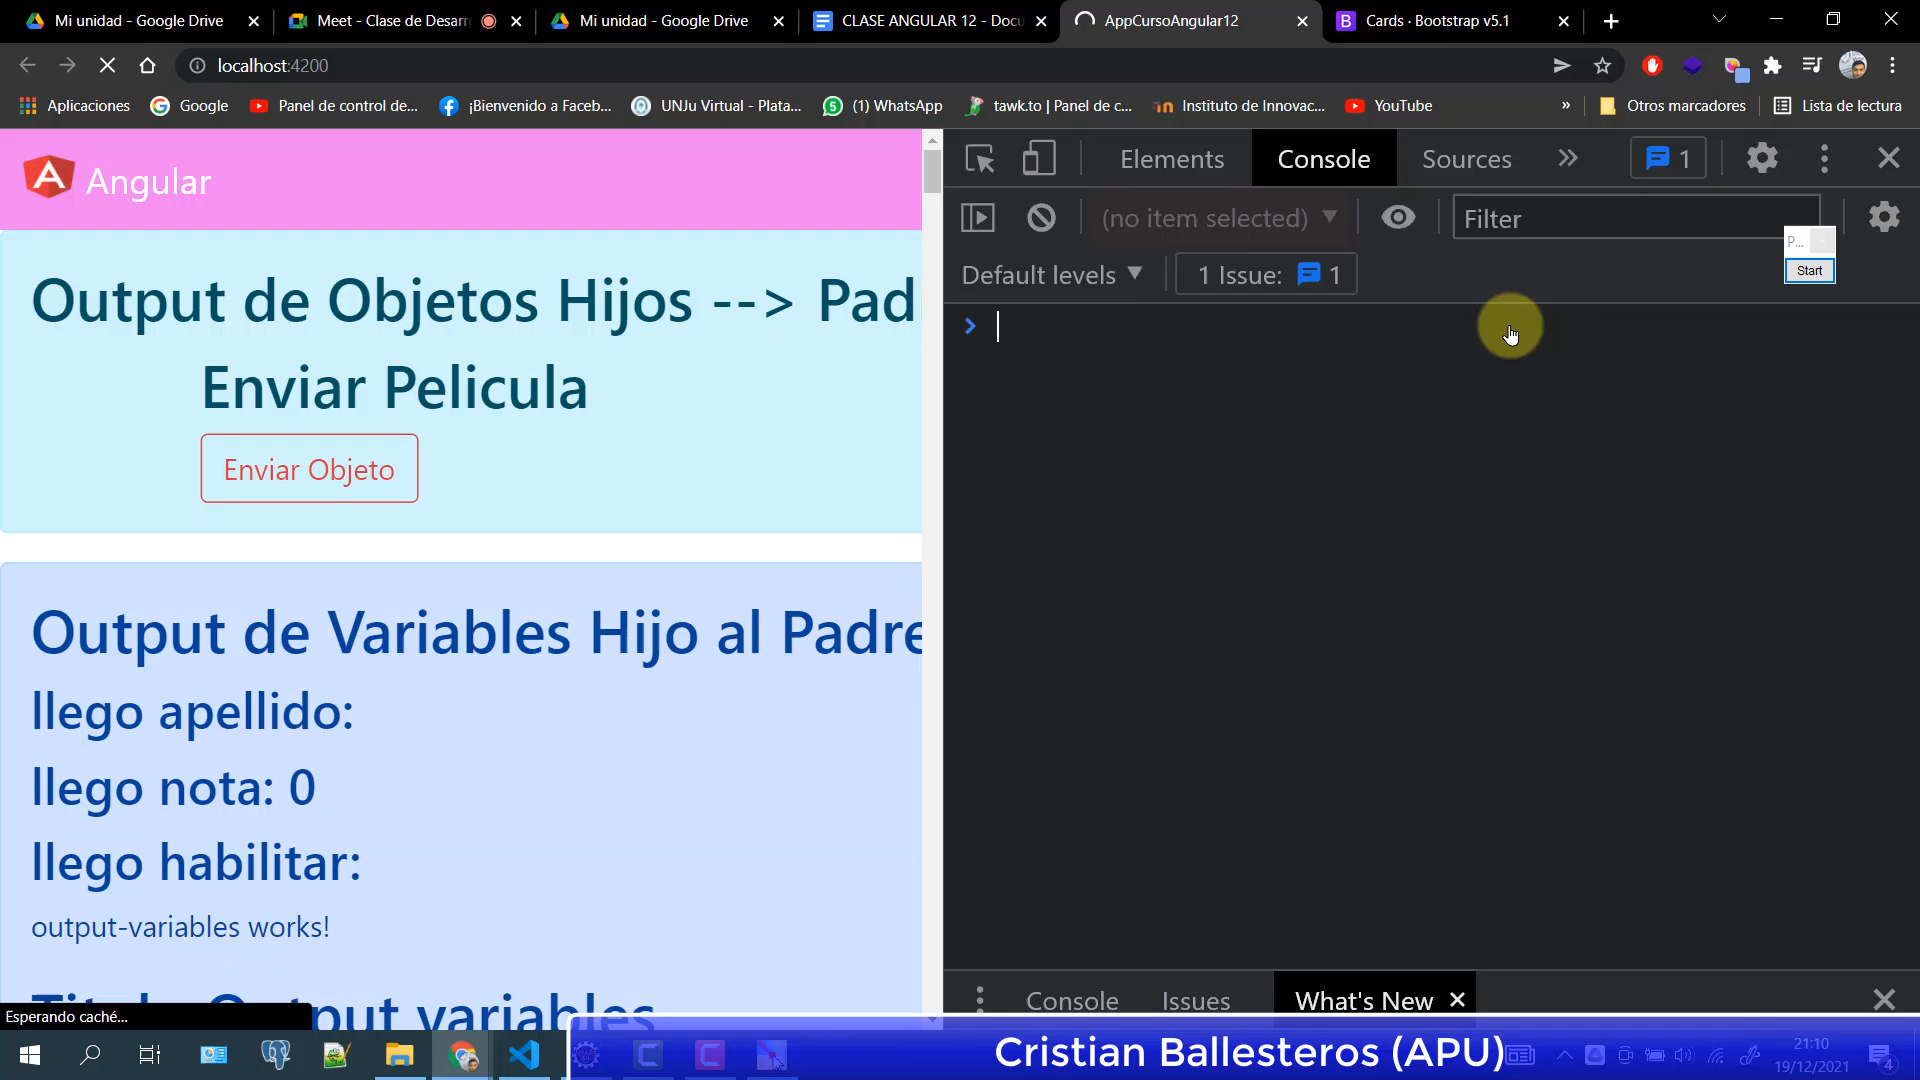 Mi unidad - Google Drive
Meet - Clase de Desarr
Mi unidad - Google Drive
CLASE ANGULAR 12 - Docu
AppCursoAngular12
Cards · Bootstrap v5.1
localhost:4200
Aplicaciones
Google
Panel de control de...
¡Bienvenido a Faceb...
UNJu Virtual - Plata...
(1) WhatsApp
tawk.to | Panel de c...
Instituto de Innovac...
YouTube
»
Otros marcadores
Lista de lectura
Angular
Output de Objetos Hijos --> Pad
Enviar Pelicula
Enviar Objeto
Output de Variables Hijo al Padre
llego apellido:
llego nota: 0
llego habilitar:
output-variables works!
Titulo Output variables
Esperando caché...
Elements
Console
Sources
1
(no item selected)
Filter
P...
Start
Default levels
1 Issue: 1
Console
Issues
What's New
Cristian Ballesteros (APU)
21:10
19/12/2021
4